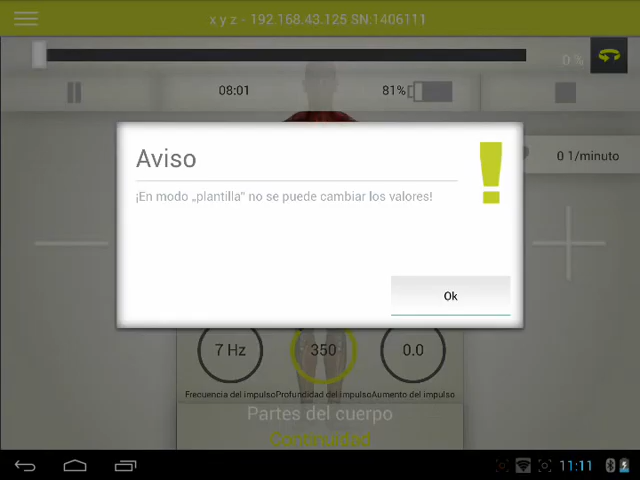 x y z - 192.168.43.125 SN:1406111
0 %
08:01
81%
Aviso
¡En modo „plantilla" no se puede cambiar los valores!
0 1/minuto
Ok
7 Hz
350
0.0
Frecuencia del impulso
Profundidad del impulso
Aumento del impulso
Partes del cuerpo
Continuidad
11:11